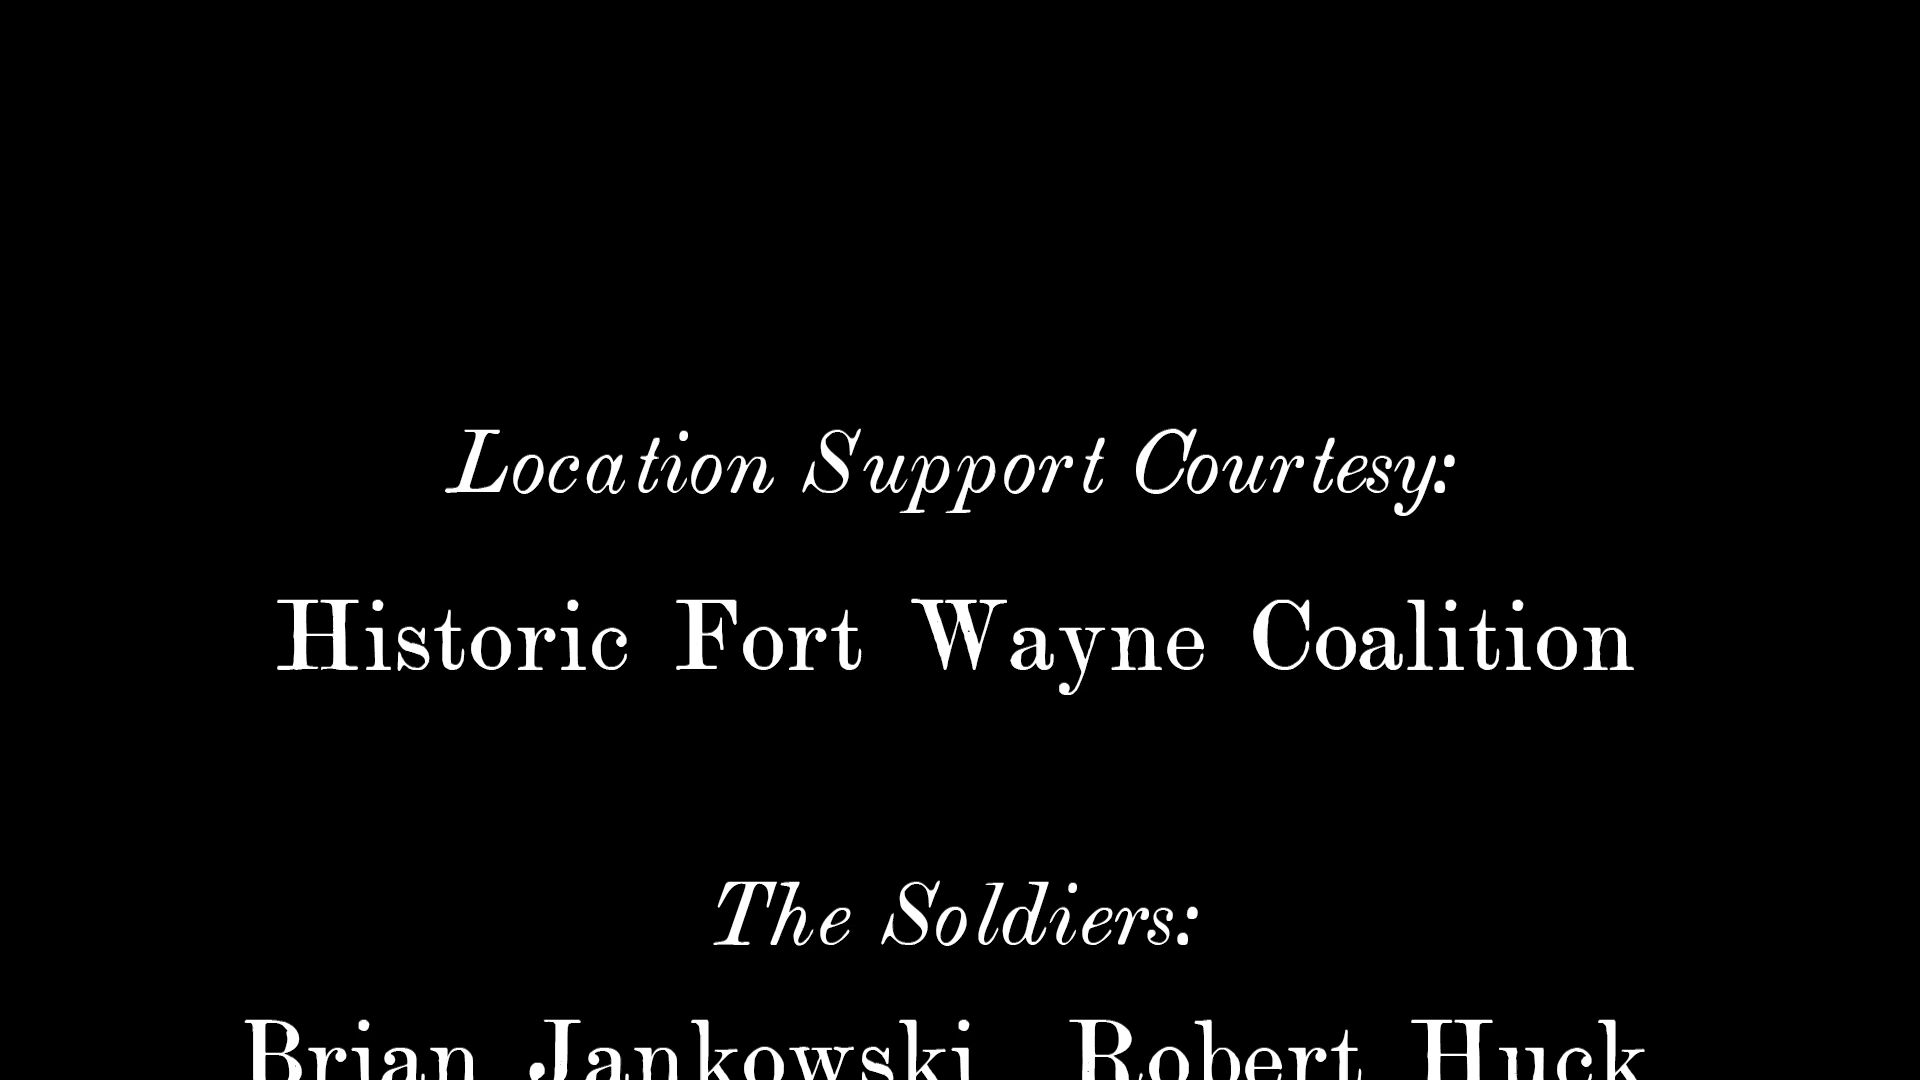 Location Support Courtesy:
Historic Fort Wayne Coalition
The Soldiers:
Brian Jankowski Robert Huck